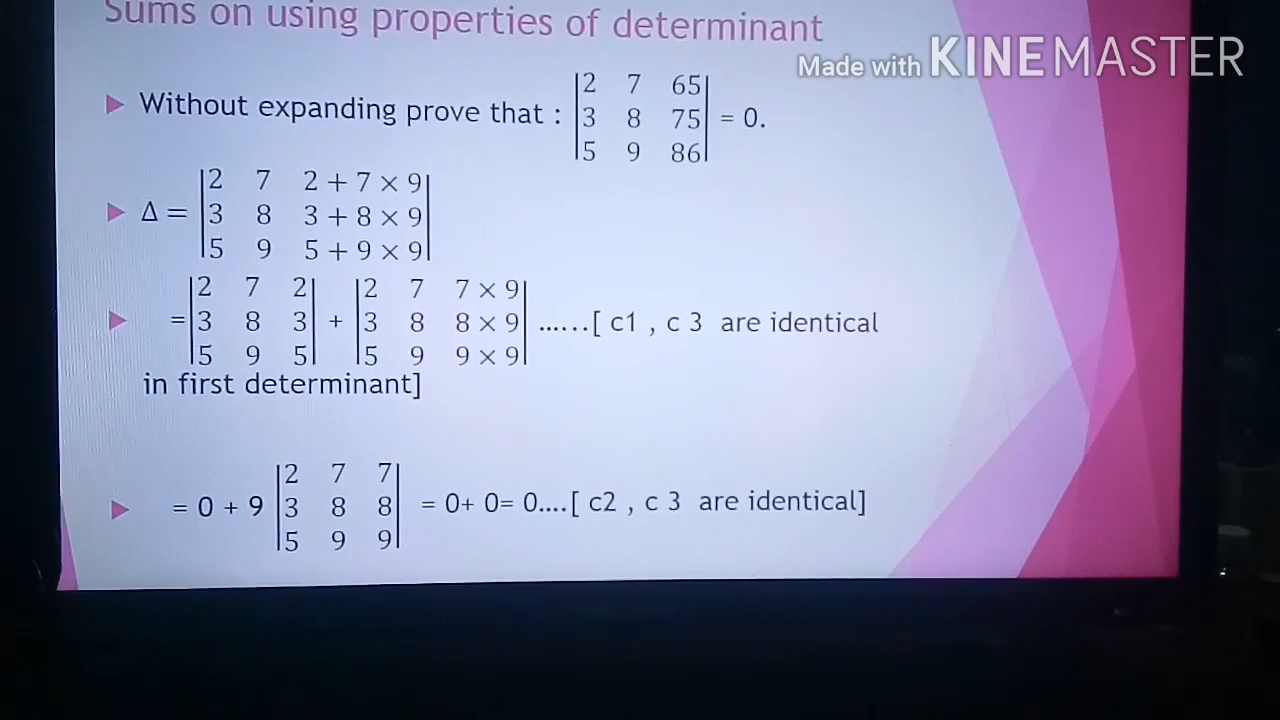 Sums on using properties of determinant
Made with KINEMASTER
Without expanding prove that : |2 7 65|
|3 8 75| = 0.
|5 9 86|
|2 7 2 + 7 × 9|
Δ = |3 8 3 + 8 × 9|
|5 9 5 + 9 × 9|
|2 7 2| |2 7 7 × 9|
=|3 8 3| + |3 8 8 × 9| ......[ c1 , c 3 are identical
|5 9 5| |5 9 9 × 9|
in first determinant]
|2 7 7|
= 0 + 9 |3 8 8| = 0+ 0= 0....[ c2 , c 3 are identical]
|5 9 9|